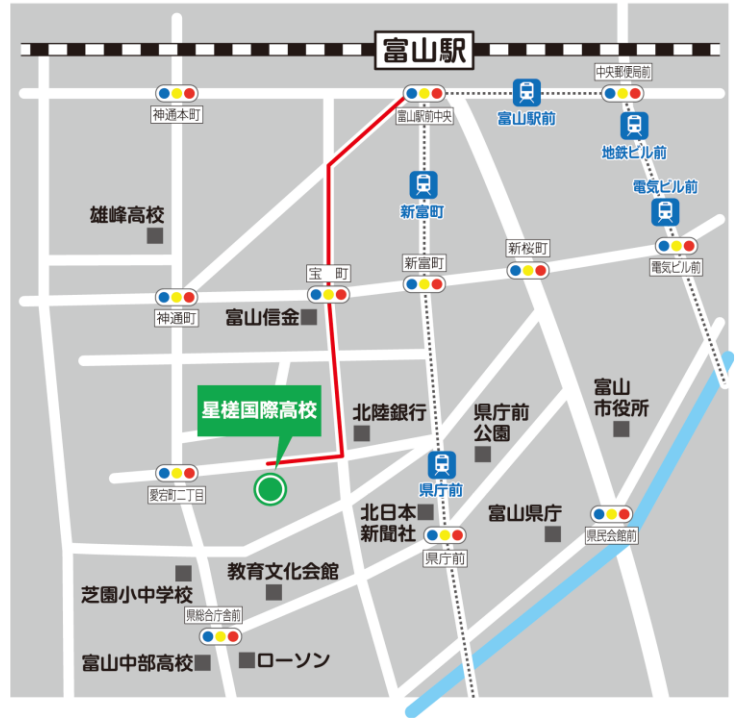 富山駅
中央郵便局前
神通本町
富山駅前中央
富山駅前
地鉄ビル前
電気ビル前
新富町
雄峰高校
新桜町
宝 町
新富町
電気ビル前
神通町
富山信金
星槎国際高校
北陸銀行
県庁前
公園
富山
市役所
愛宕町二丁目
県庁前
北日本
新聞社
富山県庁
県民会館前
県庁前
教育文化会館
芝園小中学校
県総合庁舎前
富山中部高校
ローソン